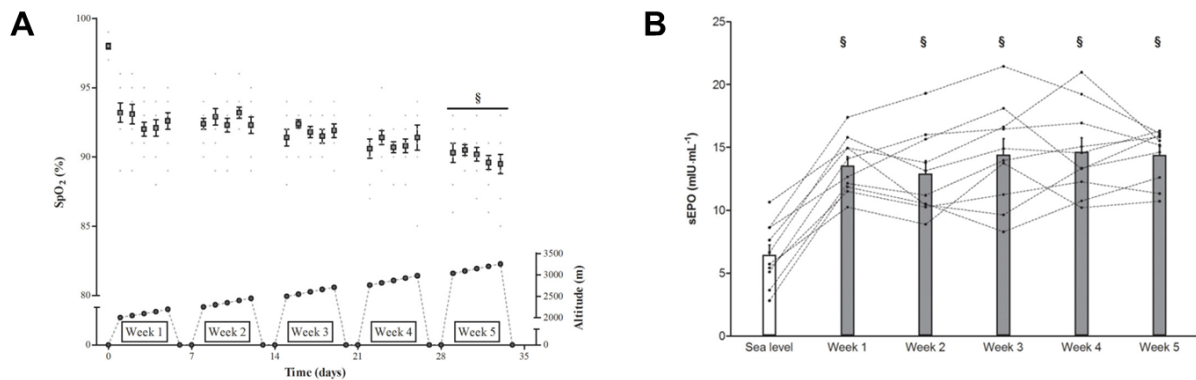 A
B
100
95
90
85
80
0
SpO2 (%)
§
3500
3000
2500
2000
0
Altitude (m)
Week 1
Week 2
Week 3
Week 4
Week 5
0
7
14
21
28
35
Time (days)
25
20
15
10
5
0
sEPO (mIU·mL-1)
§
§
§
§
§
Sea level
Week 1
Week 2
Week 3
Week 4
Week 5